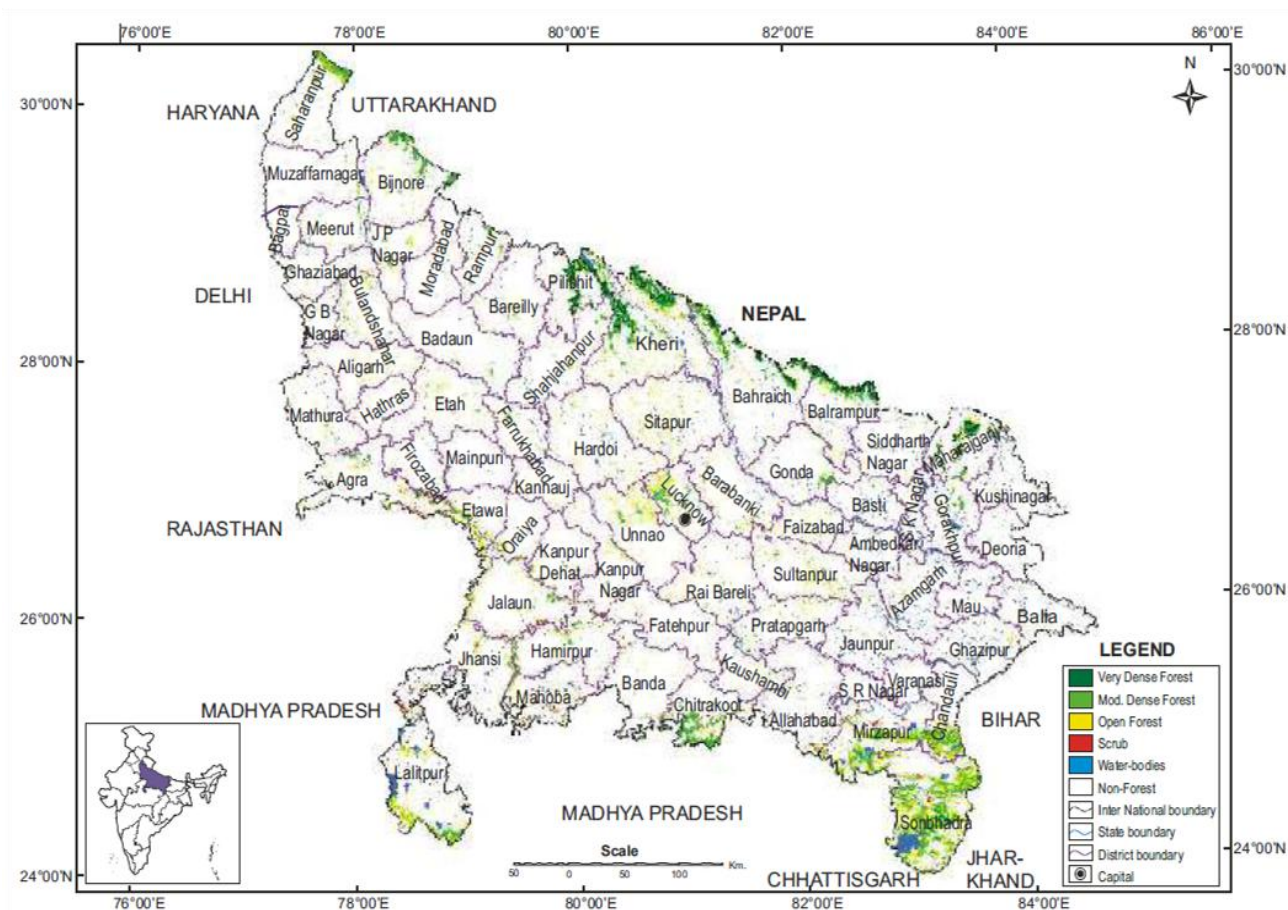 76°00'E 78°00'E 80°00'E 82°00'E 84°00'E 86°00'E
N
30°00'N
30°00'N
HARYANA
UTTARAKHAND
Saharanpur
Muzaffarnagar
Bijnore
Bagpat
Meerut
J P
Nagar
Moradabad
Rampur
Ghaziabad
DELHI
Bulandshahar
G B
Nagar
Bareilly
Pilibhit
NEPAL
28°00'N
28°00'N
Badaun
Shahjahanpur
Kheri
Aligarh
Hathras
Mathura
Etah
Farrukhabad
Sitapur
Bahraich
Balrampur
Hardoi
Siddharth
Nagar
Maharajganj
Agra
Firozabad
Mainpuri
Kannauj
Gonda
Barabanki
Lucknow
Basti
S K Nagar
Gorakhpur
Kushinagar
RAJASTHAN
Etawa
Oraiya
Unnao
Faizabad
Ambedkar
Nagar
Deoria
Kanpur
Dehat
Kanpur
Nagar
Rai Bareli
Sultanpur
Azamgarh
26°00'N
26°00'N
Jalaun
Mau
Balia
Fatehpur
Pratapgarh
Jaunpur
Ghazipur
Jhansi
Hamirpur
Banda
Kaushambi
Varanasi
Chandauli
S R Nagar
Mahoba
Chitrakoot
Allahabad
Mirzapur
BIHAR
MADHYA PRADESH
Lalitpur
MADHYA PRADESH
Sonbhadra
JHAR-
KHAND
CHHATTISGARH
24°00'N
24°00'N
LEGEND
Very Dense Forest
Mod. Dense Forest
Open Forest
Scrub
Water-bodies
Non-Forest
Inter National boundary
State boundary
District boundary
Capital
Scale
50 0 50 100 Km.
76°00'E 78°00'E 80°00'E 82°00'E 84°00'E